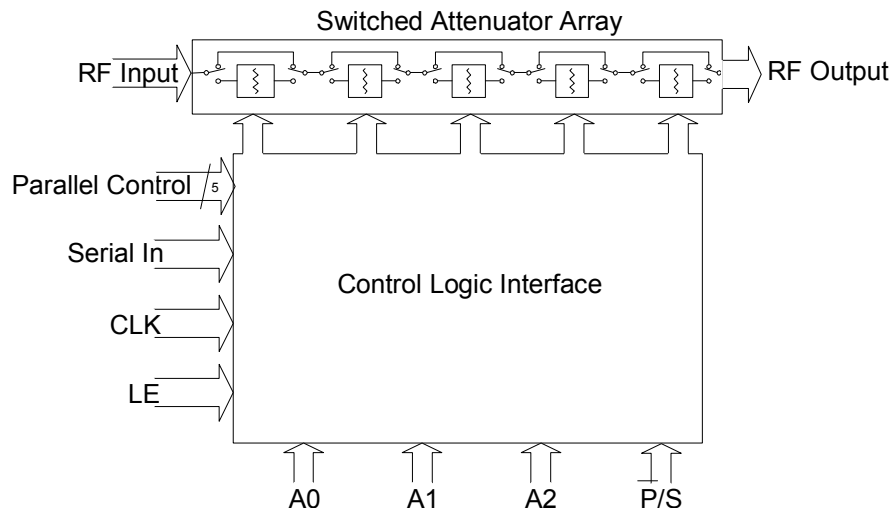 Switched Attenuator Array
RF Input
RF Output
Parallel Control
5
Serial In
Control Logic Interface
CLK
LE
A0
A1
A2
P̅/S